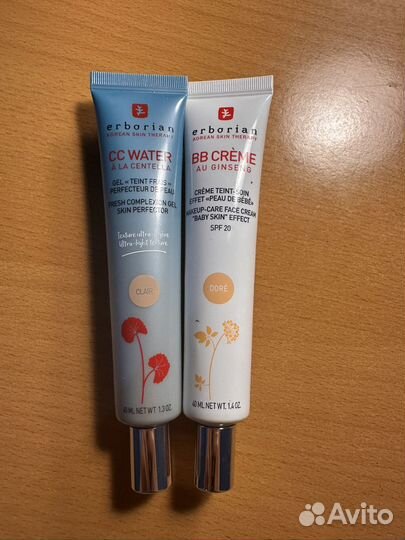 erborian
KOREAN SKIN THERAPY
CC WATER
À LA CENTELLA
GEL « TEINT FRAIS »
PERFECTEUR DE PEAU
FRESH COMPLEXION GEL
SKIN PERFECTOR
Ultra-light texture
CLAIR
40 ML NET WT. 1.3 OZ.
erborian
KOREAN SKIN THERAPY
BB CRÈME
AU GINSENG
CRÈME TEINT-SOIN
EFFET «PEAU DE BÉBÉ»
MAKEUP-CARE FACE CREAM
"BABY SKIN" EFFECT
SPF 20
DORÉ
40 ML NET WT. 1.4 OZ.
Avito